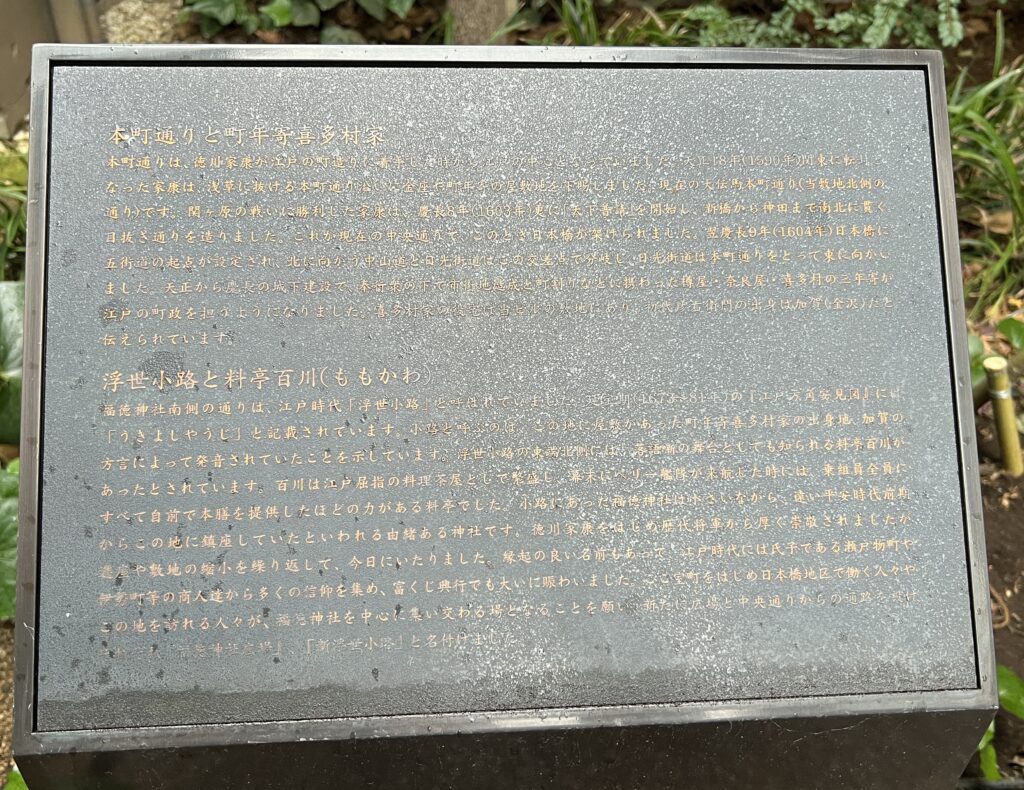 本町通りと町年寄喜多村家
本町通りは、徳川家康が江戸の町造りに着手した時から江戸の中心となっていました。天正18年(1590年)関東に転じ
なった家康は、浅草に抜ける本町通り沿いに金座や町年寄の屋敷地を下賜しました。現在の大伝馬本町通り(当敷地北側の
通り)です。関ヶ原の戦いに勝利した家康は、慶長8年(1603年)更に「天下普請」を開始し、新橋から神田まで南北に貫く
目抜き通りを造りました。これが現在の中央通りで、このとき日本橋が架けられました。翌慶長9年(1604年)日本橋に
五街道の起点が設定され、北に向かう中山道と日光街道はこの交差点で分岐し、日光街道は本町通りをとって東に向かい
ました。天正から慶長の城下建設で、奉行衆の下で市街地造成と町割りなどに携わった樽屋・奈良屋・喜多村の三年寄が
江戸の町政を担うようになりました。喜多村家の役宅は当敷地にあり、初代彦右衛門の出身は加賀(金沢)だと
伝えられています。
浮世小路と料亭百川(ももかわ)
福徳神社南側の通りは、江戸時代「浮世小路」と呼ばれていました。延宝期(1673~81年)の『江戸方角安見図』に、
「うきよしやうじ」と記載されています。小路と呼ぶのは、この地に屋敷があった町年寄喜多村家の出身地、加賀の
方言によって発音されていたことを示しています。浮世小路の東端北側には、落語噺の舞台としても知られる料亭百川が
あったとされています。百川は江戸屈指の料理茶屋として繁盛し、幕末にペリー艦隊が来航した時には、乗組員全員に
すべて自前で本膳を提供したほどの力がある料亭でした。小路にあった福徳神社は小さいながら、遠い平安時代前期
からこの地に鎮座していたといわれる由緒ある神社です。徳川家康をはじめ歴代将軍から厚く崇敬されましたが
遷座や敷地の縮小を繰り返して、今日にいたりました。縁起の良い名前もあって、江戸時代には氏子である瀬戸物町や
伊勢町等の商人達から多くの信仰を集め、富くじ興行でも大いに賑わいました。ここ室町をはじめ日本橋地区で働く人々や
この地を訪れる人々が、福徳神社を中心に集い交わる場となることを願い、新たに広場と中央通りからの通路を設け
「福徳神社広場」、「新浮世小路」と名付けました